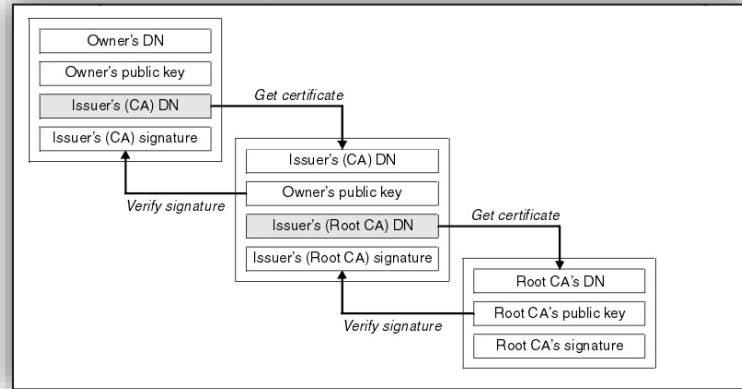 Owner's DN
Owner's public key
Issuer's (CA) DN
Issuer's (CA) signature
Get certificate
Verify signature
Issuer's (CA) DN
Owner's public key
Issuer's (Root CA) DN
Issuer's (Root CA) signature
Get certificate
Verify signature
Root CA's DN
Root CA's public key
Root CA's signature